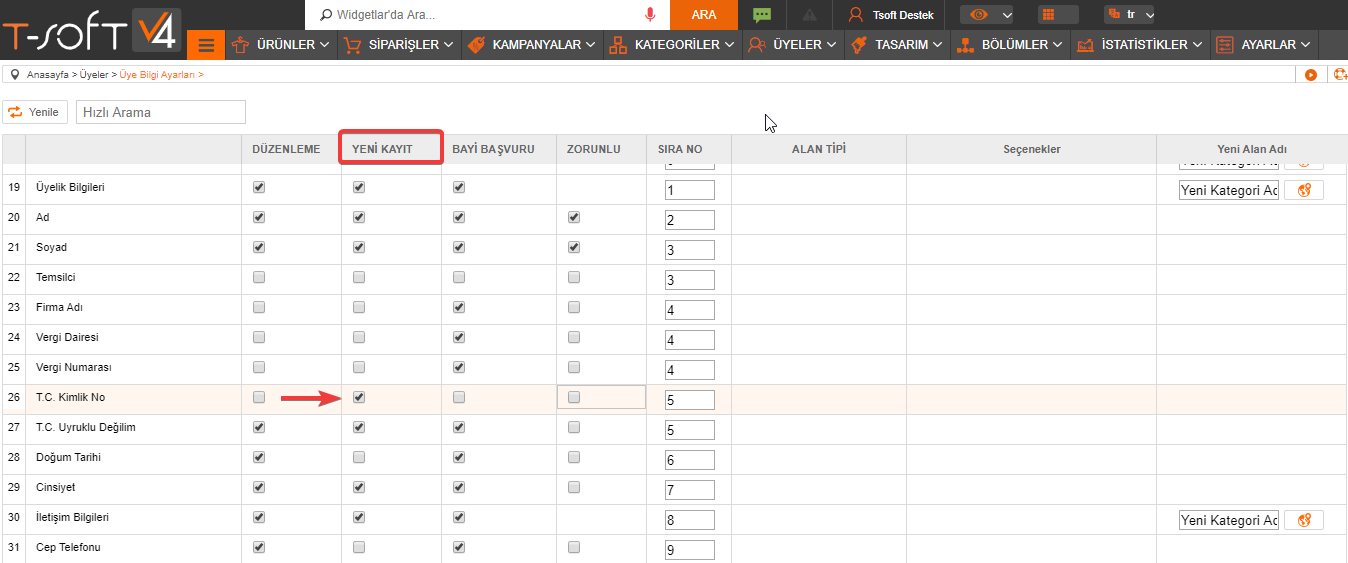 T-SOFT V4
Widgetlar'da Ara...
ARA
Tsoft Destek
tr
ÜRÜNLER SİPARİŞLER KAMPANYALAR KATEGORİLER ÜYELER TASARIM BÖLÜMLER İSTATİSTİKLER AYARLAR
Anasayfa > Üyeler > Üye Bilgi Ayarları >
Yenile Hızlı Arama
DÜZENLEME YENİ KAYIT BAYİ BAŞVURU ZORUNLU SIRA NO ALAN TİPİ Seçenekler Yeni Alan Adı
19 Üyelik Bilgileri 1 Yeni Kategori Ac
20 Ad 2
21 Soyad 3
22 Temsilci 3
23 Firma Adı 4
24 Vergi Dairesi 4
25 Vergi Numarası 4
26 T.C. Kimlik No 5
27 T.C. Uyruklu Değilim 5
28 Doğum Tarihi 6
29 Cinsiyet 7
30 İletişim Bilgileri 8 Yeni Kategori Ac
31 Cep Telefonu 9